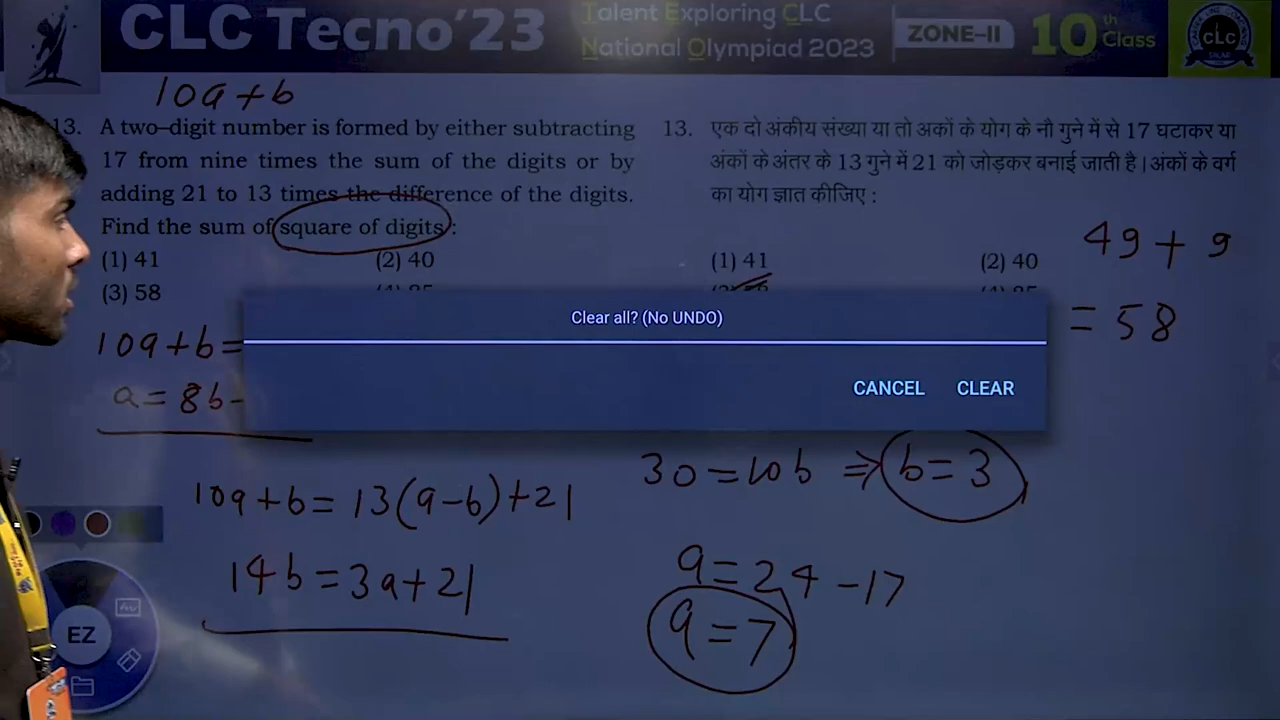 CLC Tecno'23
Talent Exploring CLC
National Olympiad 2023
ZONE-II
10th Class
CLC
10a+b
13. A two-digit number is formed by either subtracting
17 from nine times the sum of the digits or by
adding 21 to 13 times the difference of the digits.
Find the sum of square of digits :
(1) 41
(2) 40
(3) 58
13. एक दो अंकीय संख्या या तो अकों के योग के नौ गुने में से 17 घटाकर या
अंकों के अंतर के 13 गुने में 21 को जोड़कर बनाई जाती है। अंकों के वर्ग
का योग ज्ञात कीजिए :
(1) 41
(2) 40
49 + 9
= 58
Clear all? (No UNDO)
CANCEL
CLEAR
10a+b=
a = 8b-
10a+b = 13(a-b)+21
14b = 3a+21
30 = 10b ⇒ b = 3
a = 24 - 17
a = 7
EZ